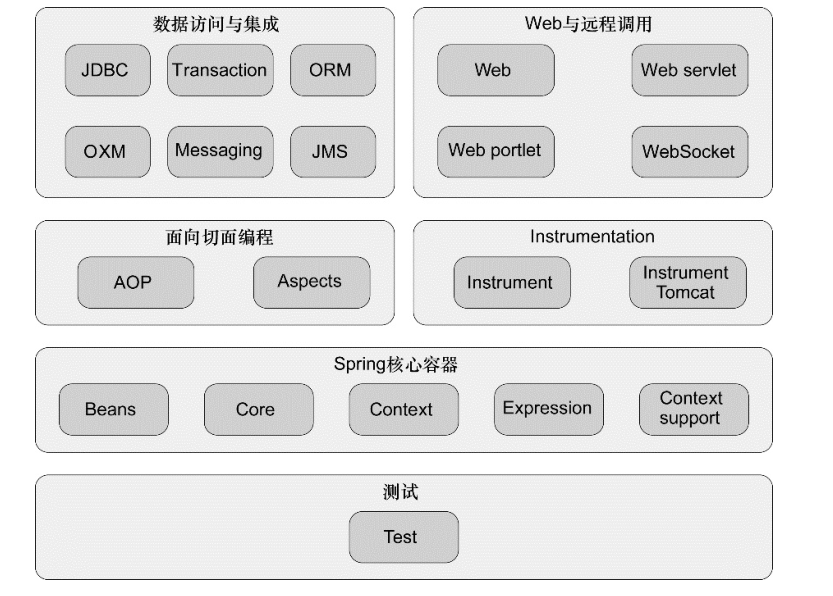 数据访问与集成
JDBC
Transaction
ORM
OXM
Messaging
JMS
Web与远程调用
Web
Web servlet
Web portlet
WebSocket
面向切面编程
AOP
Aspects
Instrumentation
Instrument
Instrument
Tomcat
Spring核心容器
Beans
Core
Context
Expression
Context
support
测试
Test